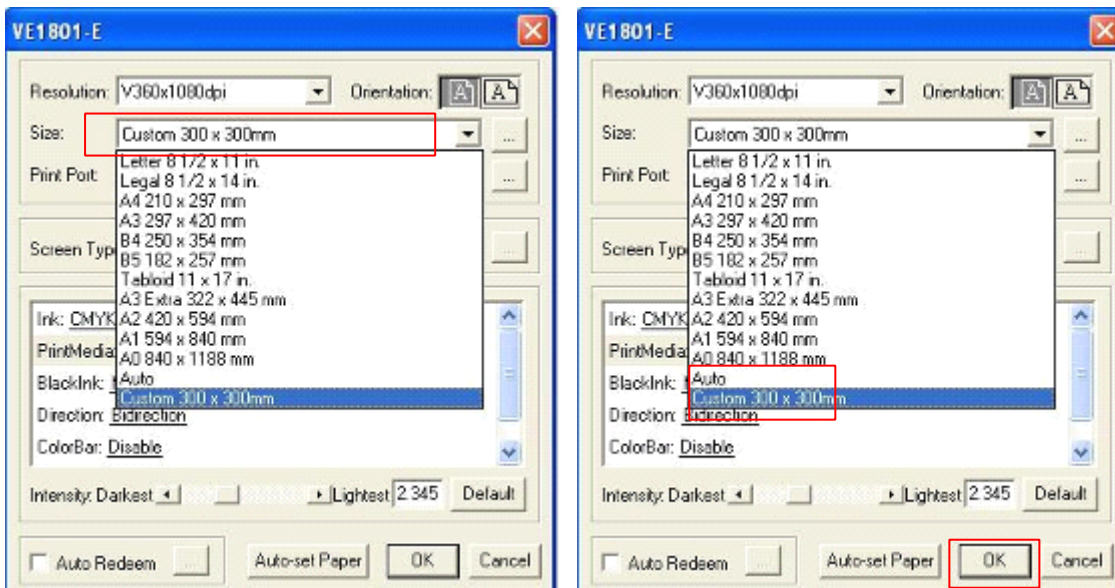 VE1801-E
Resolution: V360x1080dpi Orientation: A A
Size: Custom 300 x 300mm ...
Letter 8 1/2 x 11 in.
Print Port: Legal 8 1/2 x 14 in. ...
A4 210 x 297 mm
A3 297 x 420 mm
B4 250 x 354 mm
Screen Typ B5 182 x 257 mm ...
Tabloid 11 x 17 in.
A3 Extra 322 x 445 mm
Ink: CMYK A2 420 x 594 mm
A1 594 x 840 mm
PrintMedia A0 840 x 1188 mm
BlackInk: Auto
Custom 300 x 300mm
Direction: Bidirection
ColorBar: Disable
Intensity: Darkest Lightest 2.345 Default
Auto Redeem ... Auto-set Paper OK Cancel
VE1801-E
Resolution: V360x1080dpi Orientation: A A
Size: Custom 300 x 300mm ...
Letter 8 1/2 x 11 in.
Print Port: Legal 8 1/2 x 14 in. ...
A4 210 x 297 mm
A3 297 x 420 mm
B4 250 x 354 mm
Screen Typ B5 182 x 257 mm ...
Tabloid 11 x 17 in.
A3 Extra 322 x 445 mm
Ink: CMYK A2 420 x 594 mm
A1 594 x 840 mm
PrintMedia A0 840 x 1188 mm
BlackInk: Auto
Custom 300 x 300mm
Direction: Bidirection
ColorBar: Disable
Intensity: Darkest Lightest 2.345 Default
Auto Redeem ... Auto-set Paper OK Cancel